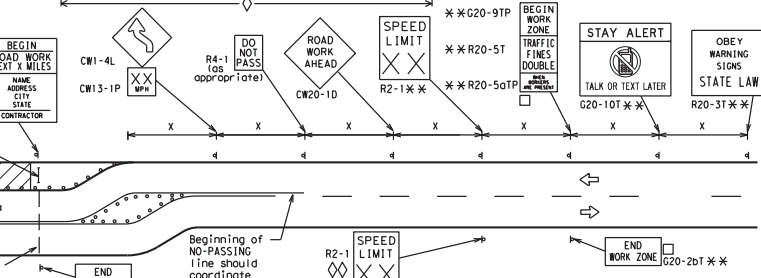 BEGIN
ROAD WORK
NEXT X MILES
NAME
ADDRESS
CITY
STATE
CONTRACTOR
CW1-4L
CW13-1P
XX
MPH
R4-1
(as
appropriate)
DO
NOT
PASS
ROAD
WORK
AHEAD
CW20-1D
SPEED
LIMIT
XX
R2-1**
**G20-9TP
**R20-5T
**R20-5aTP
BEGIN
WORK
ZONE
TRAFFIC
FINES
DOUBLE
WHEN
WORKERS
ARE PRESENT
STAY ALERT
TALK OR TEXT LATER
G20-10T**
OBEY
WARNING
SIGNS
STATE LAW
R20-3T**
X X X X X X X
Beginning of
NO-PASSING
line should
coordinate
R2-1
SPEED
LIMIT
XX
END
WORK ZONE
G20-2bT**
END